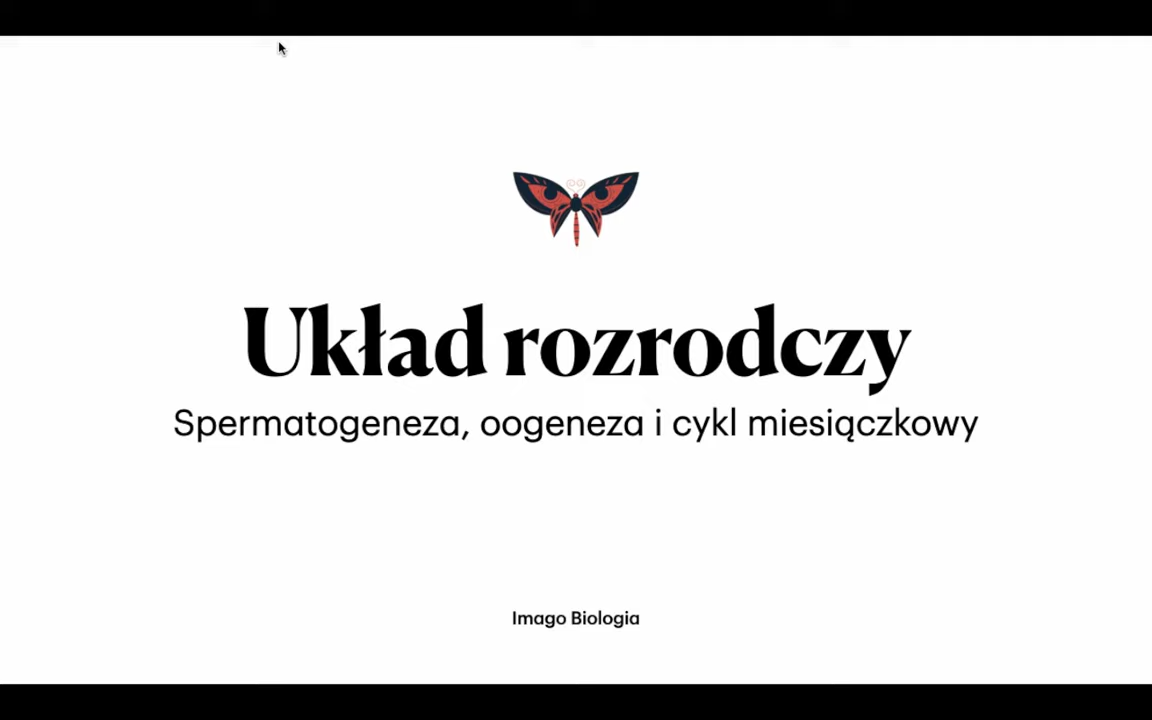 Układ rozrodczy
Spermatogeneza, oogeneza i cykl miesiączkowy
Imago Biologia